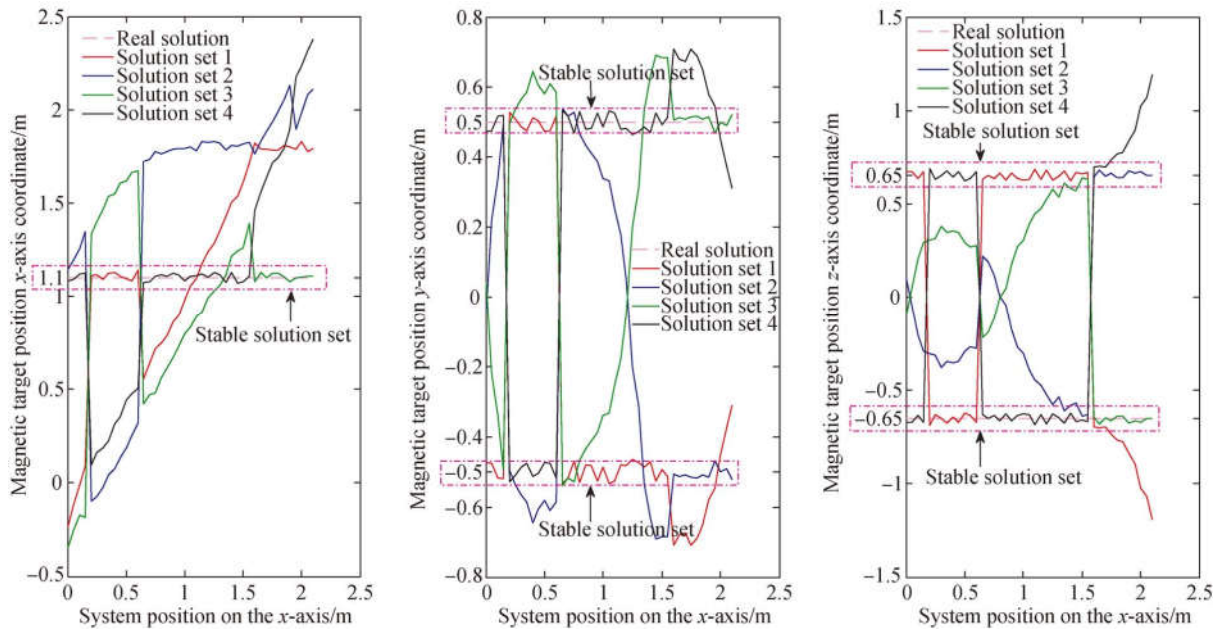 2.5
2
1.5
1.1
1
0.5
0
−0.5
Magnetic target position x-axis coordinate/m
Real solution
Solution set 1
Solution set 2
Solution set 3
Solution set 4
Stable solution set
0
0.5
1
1.5
2
2.5
System position on the x-axis/m
0.8
0.6
0.5
0.4
0.2
0
−0.2
−0.4
−0.5
−0.6
−0.8
Magnetic target position y-axis coordinate/m
Stable solution set
Real solution
Solution set 1
Solution set 2
Solution set 3
Solution set 4
Stable solution set
0
0.5
1
1.5
2
2.5
System position on the x-axis/m
1.5
1
0.65
0.5
0
−0.5
−0.65
−1
−1.5
Magnetic target position z-axis coordinate/m
Real solution
Solution set 1
Solution set 2
Solution set 3
Solution set 4
Stable solution set
Stable solution set
0
0.5
1
1.5
2
2.5
System position on the x-axis/m